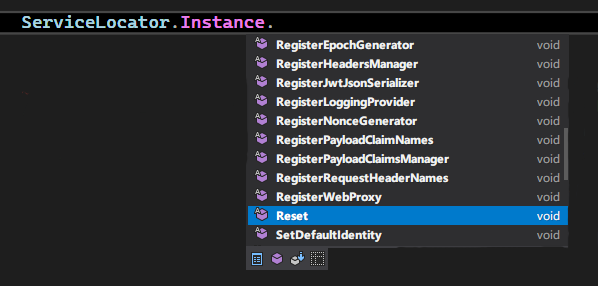 ServiceLocator.Instance.
RegisterEpochGenerator void
RegisterHeadersManager void
RegisterJwtJsonSerializer void
RegisterLoggingProvider void
RegisterNonceGenerator void
RegisterPayloadClaimNames void
RegisterPayloadClaimsManager void
RegisterRequestHeaderNames void
RegisterWebProxy void
Reset void
SetDefaultIdentity void